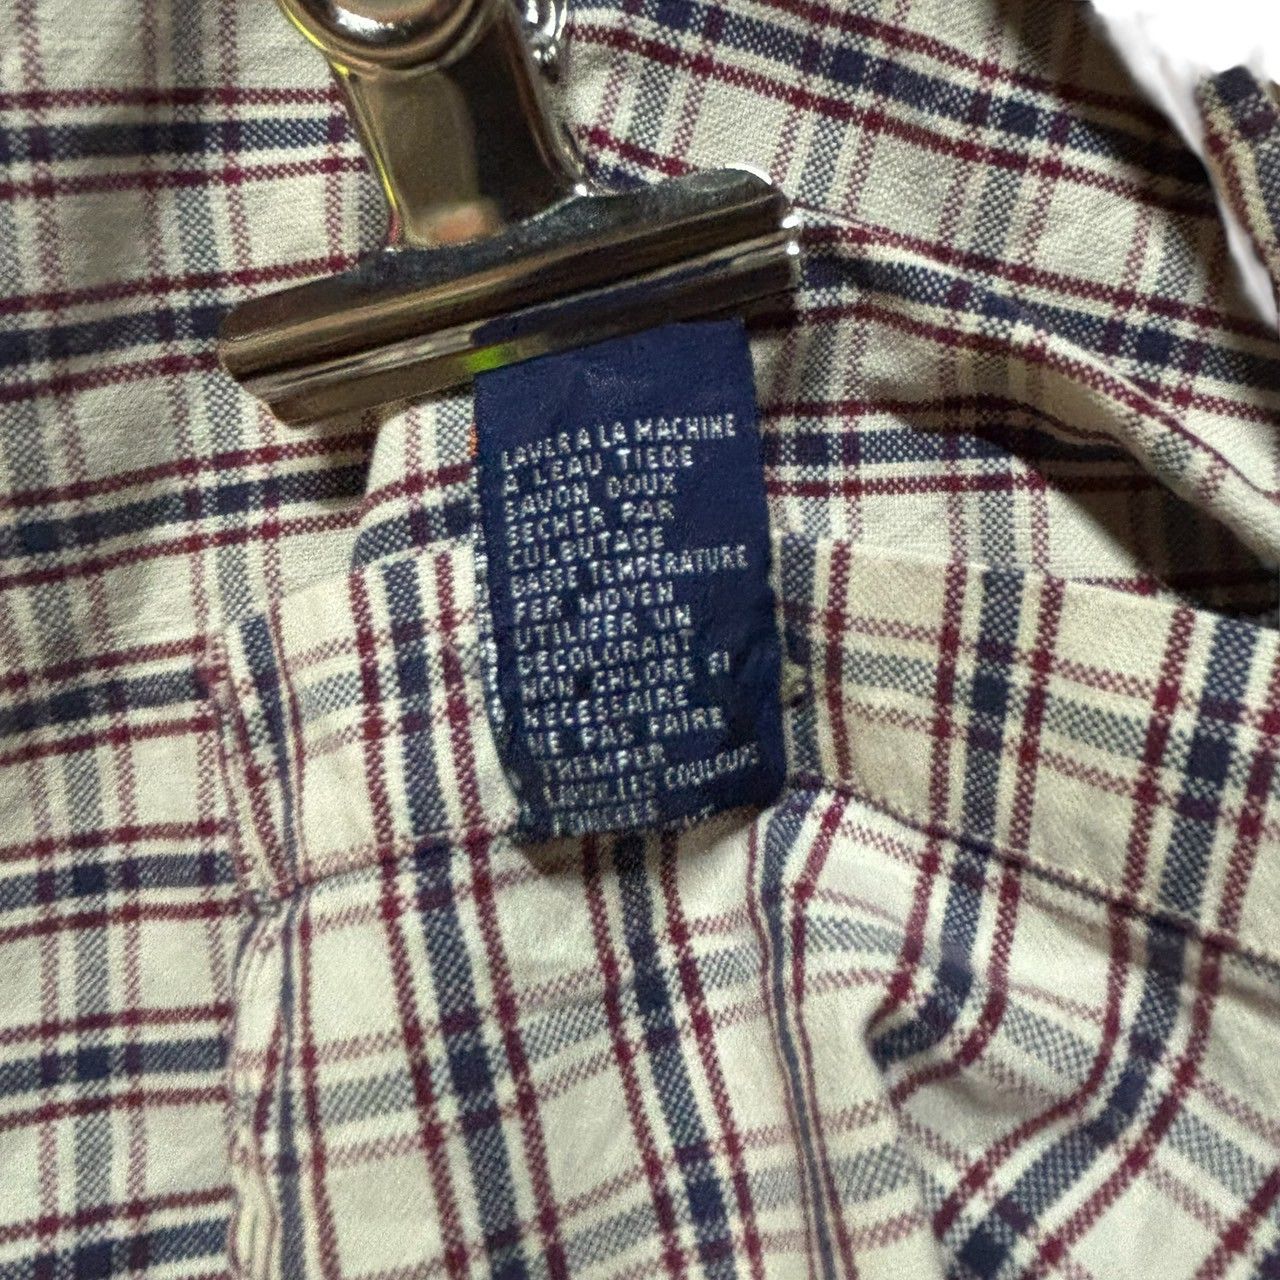 LAVER A LA MACHINE
A L'EAU TIEDE
SAVON DOUX
SECHER PAR
CULBUTAGE
BASSE TEMPERATURE
FER MOYEN
UTILISER UN
DECOLORANT
NON CHLORE SI
NECESSAIRE
NE PAS FAIRE
TREMPER
COULEURS